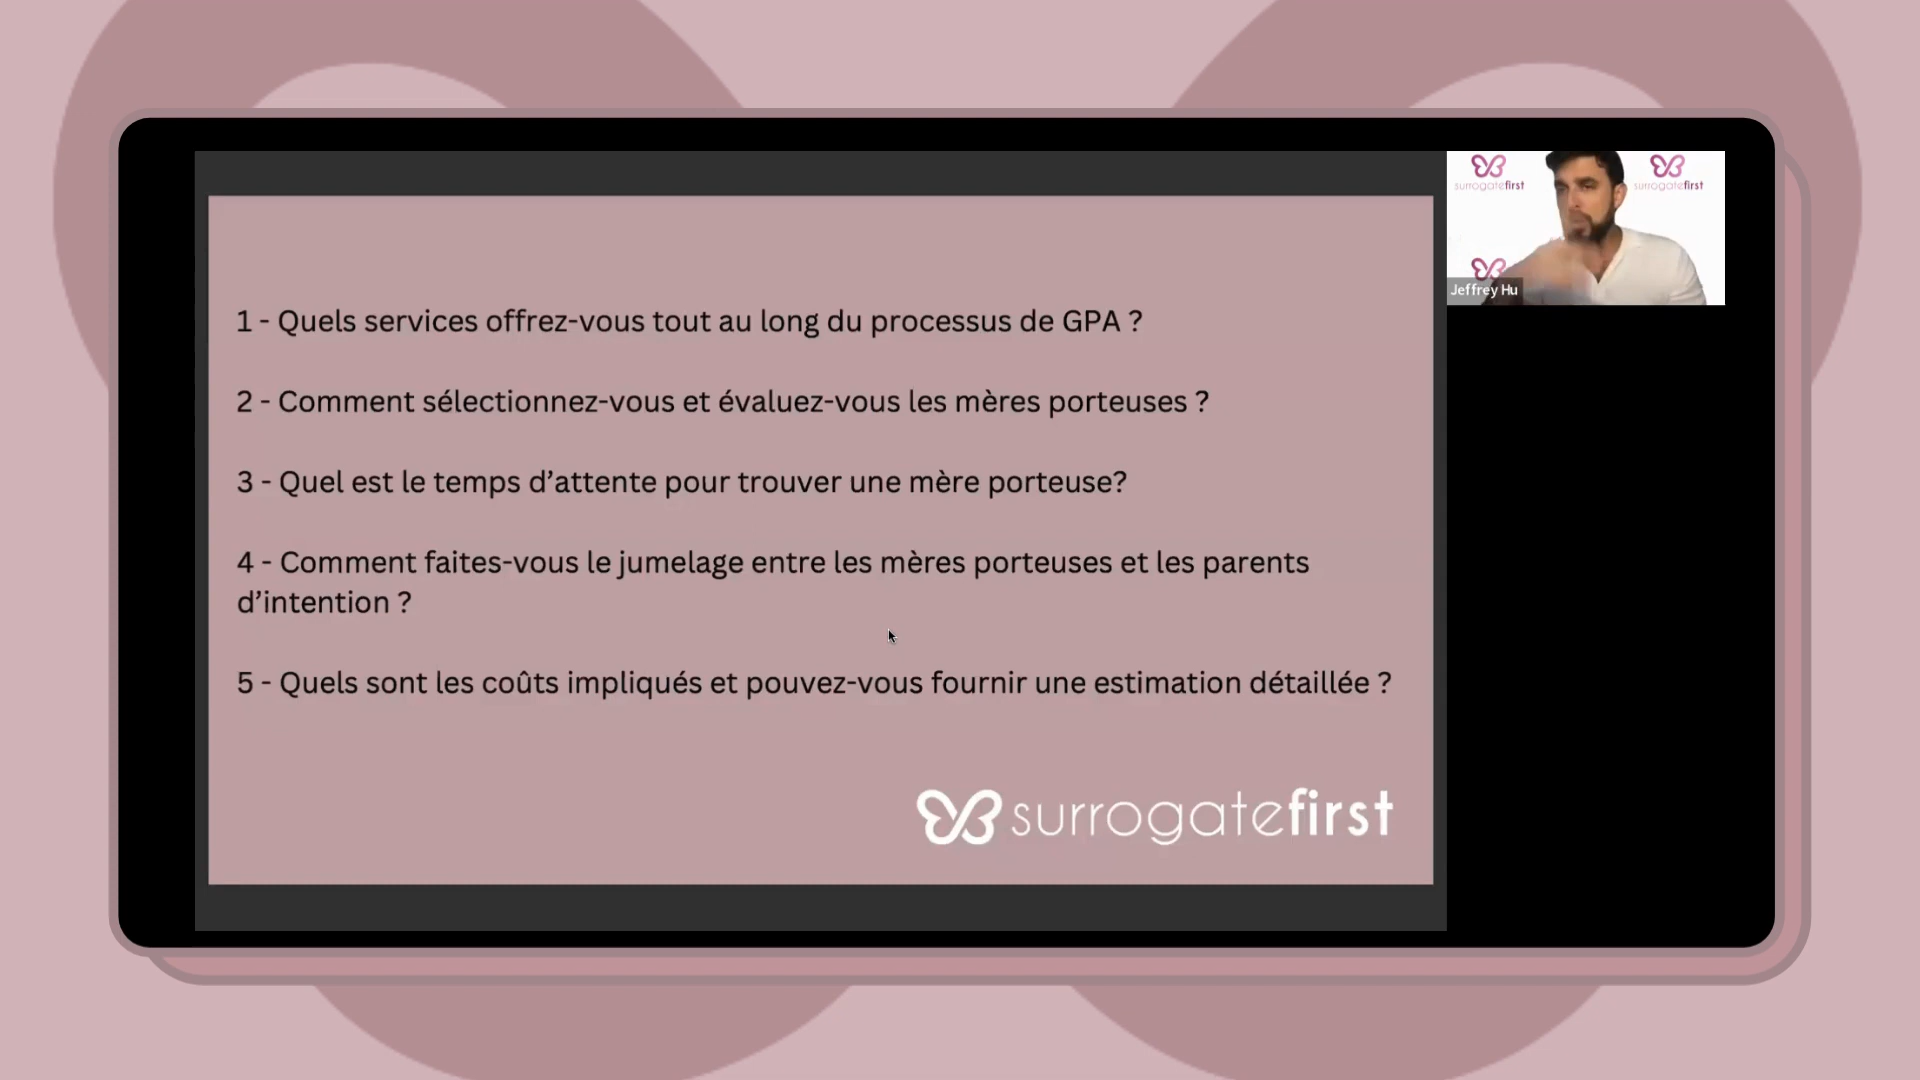 1 - Quels services offrez-vous tout au long du processus de GPA ?
2 - Comment sélectionnez-vous et évaluez-vous les mères porteuses ?
3 - Quel est le temps d’attente pour trouver une mère porteuse?
4 - Comment faites-vous le jumelage entre les mères porteuses et les parents
d’intention ?
5 - Quels sont les coûts impliqués et pouvez-vous fournir une estimation détaillée ?
surrogatefirst
surrogatefirst
surrogatefirst
Jeffrey Hu